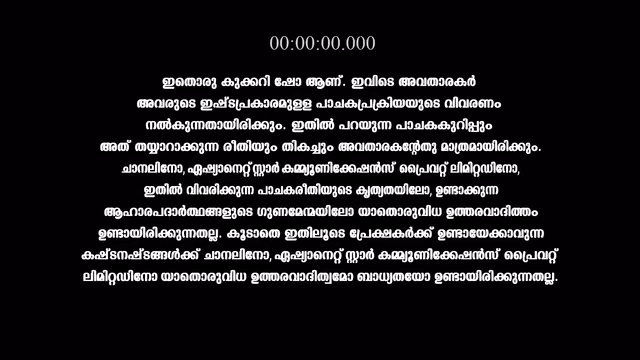 00:00:00.000
ഇതൊരു കുക്കറി ഷോ ആണ്. ഇവിടെ അവതാരകർ
അവരുടെ ഇഷ്ടപ്രകാരമുളള പാചകപ്രക്രിയയുടെ വിവരണം
നൽകുന്നതായിരിക്കും. ഇതിൽ പറയുന്ന പാചകകുറിപ്പും
അത് തയ്യാറാക്കുന്ന രീതിയും തികച്ചും അവതാരകന്റേതു മാത്രമായിരിക്കും.
ചാനലിനോ, ഏഷ്യാനെറ്റ് സ്റ്റാർ കമ്മ്യൂണിക്കേഷൻസ് പ്രൈവറ്റ് ലിമിറ്റഡിനോ,
ഇതിൽ വിവരിക്കുന്ന പാചകരീതിയുടെ കൃത്യതയിലോ, ഉണ്ടാക്കുന്ന
ആഹാരപദാർത്ഥങ്ങളുടെ ഗുണമേന്മയിലോ യാതൊരുവിധ ഉത്തരവാദിത്തം
ഉണ്ടായിരിക്കുന്നതല്ല. കൂടാതെ ഇതിലൂടെ പ്രേക്ഷകർക്ക് ഉണ്ടായേക്കാവുന്ന
കഷ്ടനഷ്ടങ്ങൾക്ക് ചാനലിനോ, ഏഷ്യാനെറ്റ് സ്റ്റാർ കമ്മ്യൂണിക്കേഷൻസ് പ്രൈവറ്റ്
ലിമിറ്റഡിനോ യാതൊരുവിധ ഉത്തരവാദിത്വമോ ബാധ്യതയോ ഉണ്ടായിരിക്കുന്നതല്ല.